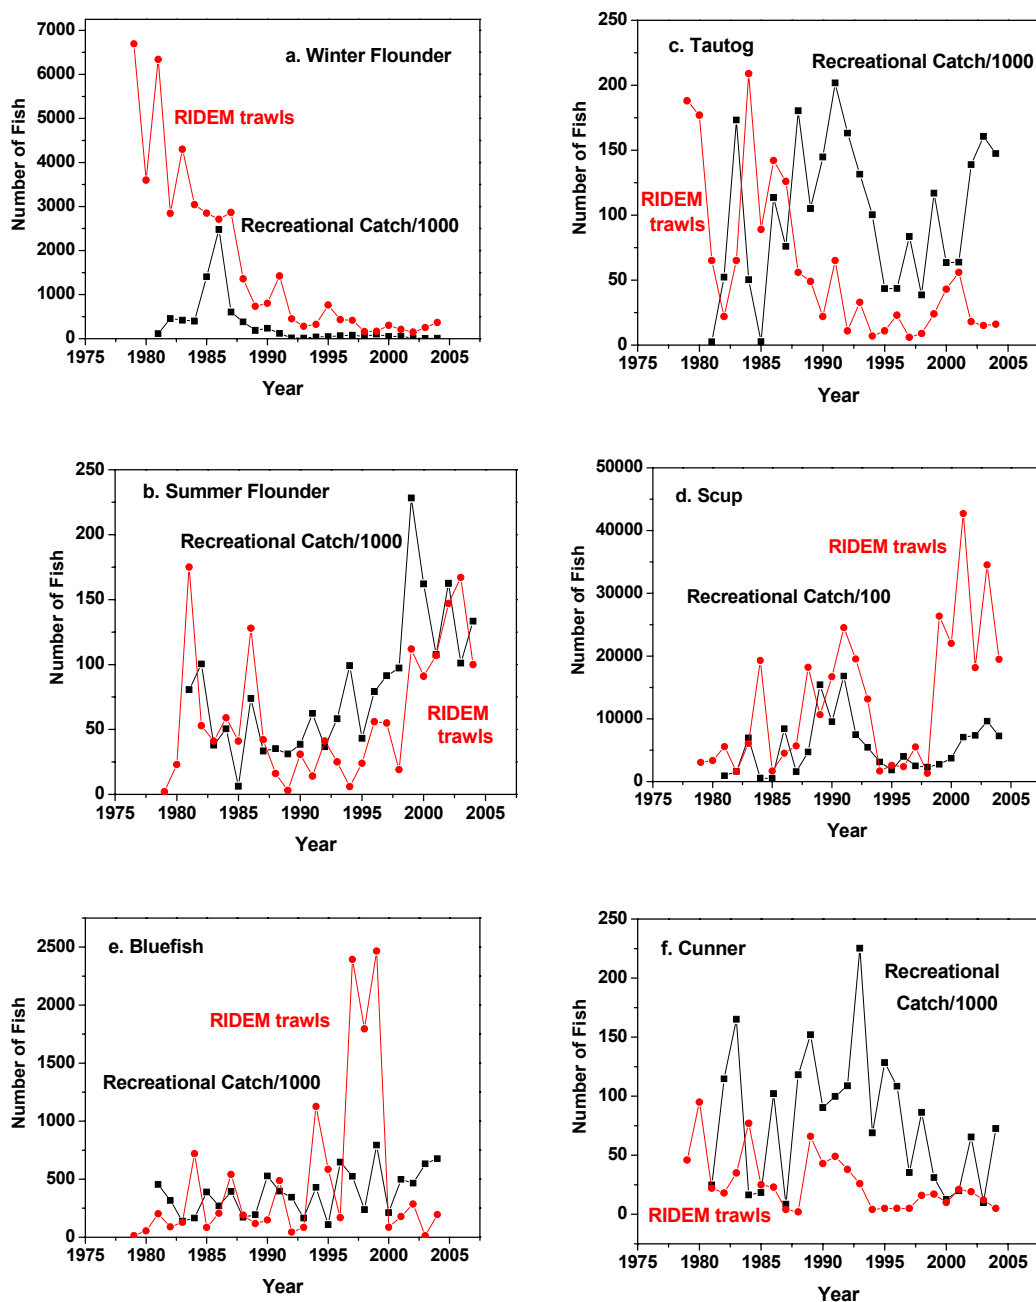 a. Winter Flounder
RIDEM trawls
Recreational Catch/1000
Number of Fish
7000
6000
5000
4000
3000
2000
1000
0
1975 1980 1985 1990 1995 2000 2005
Year
c. Tautog
Recreational Catch/1000
RIDEM
trawls
Number of Fish
250
200
150
100
50
0
1975 1980 1985 1990 1995 2000 2005
Year
b. Summer Flounder
Recreational Catch/1000
RIDEM
trawls
Number of Fish
250
200
150
100
50
0
1975 1980 1985 1990 1995 2000 2005
Year
d. Scup
RIDEM trawls
Recreational Catch/100
Number of Fish
50000
40000
30000
20000
10000
0
1975 1980 1985 1990 1995 2000 2005
Year
e. Bluefish
RIDEM trawls
Recreational Catch/1000
Number of Fish
2500
2000
1500
1000
500
0
1975 1980 1985 1990 1995 2000 2005
Year
f. Cunner
Recreational
Catch/1000
RIDEM trawls
Number of Fish
250
200
150
100
50
0
1975 1980 1985 1990 1995 2000 2005
Year